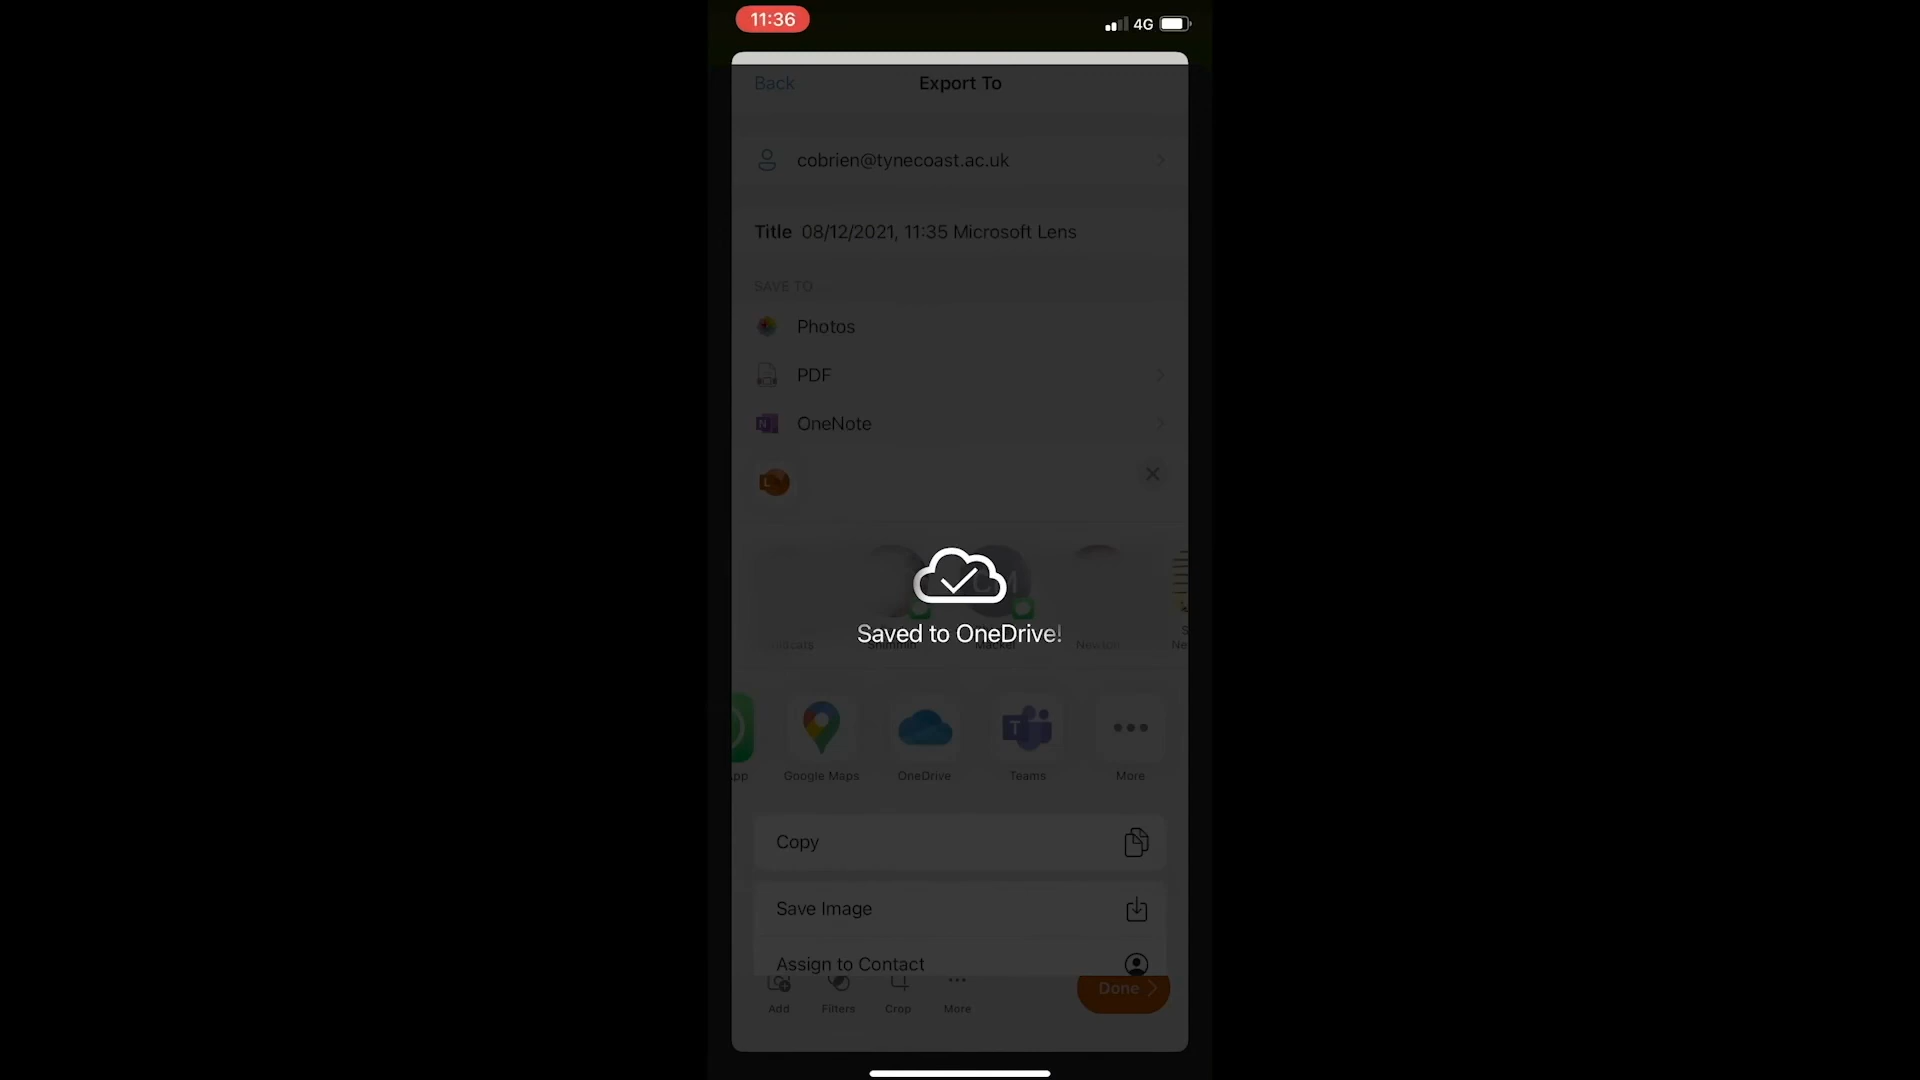 11:36
4G
Back
Export To
cobrien@tynecoast.ac.uk
Title 08/12/2021, 11:35 Microsoft Lens
SAVE TO
Photos
PDF
OneNote
Saved to OneDrive!
App
Google Maps
OneDrive
Teams
More
Copy
Save Image
Assign to Contact
Add
Filters
Crop
More
Done